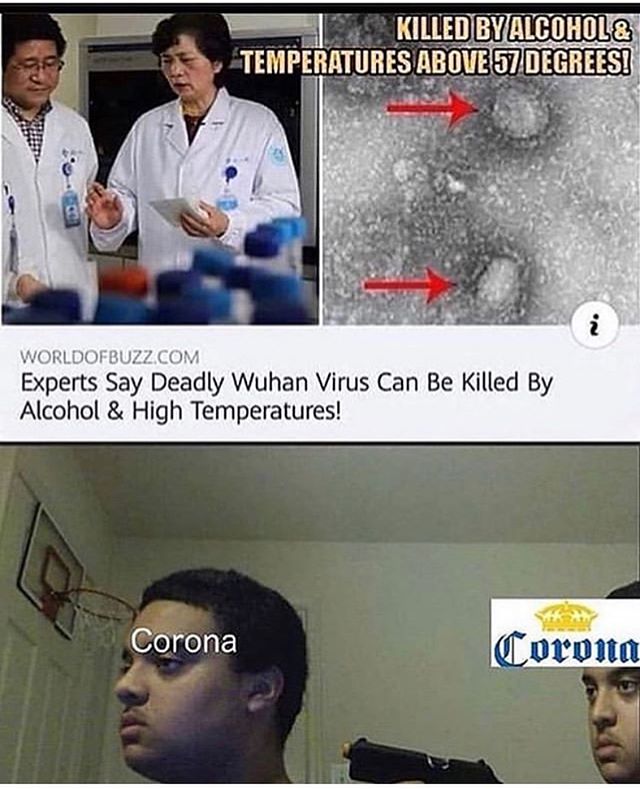 KILLED BY ALCOHOL &
TEMPERATURES ABOVE 57 DEGREES!
i
WORLDOFBUZZ.COM
Experts Say Deadly Wuhan Virus Can Be Killed By
Alcohol & High Temperatures!
Corona
Corona